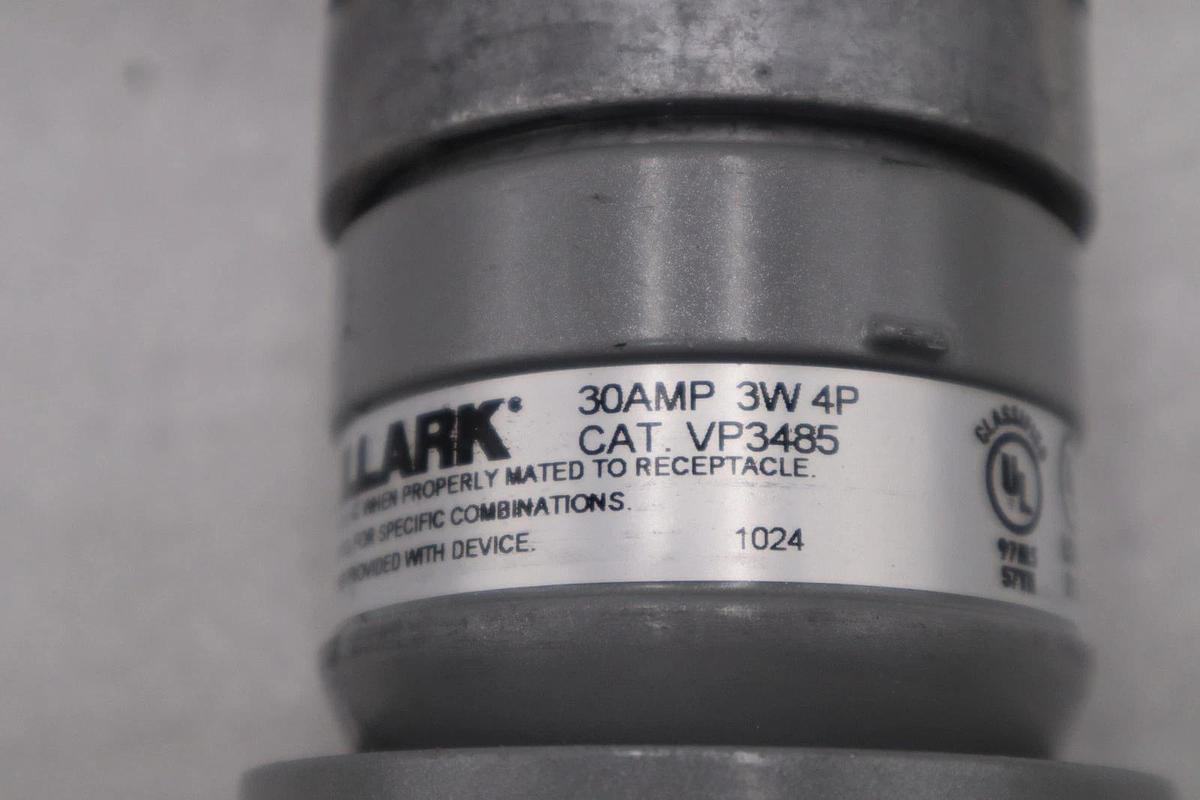 LLARK
30AMP 3W 4P
CAT. VP3485
WHEN PROPERLY MATED TO RECEPTACLE.
FOR SPECIFIC COMBINATIONS.
PROVIDED WITH DEVICE.
1024
CLASSIFIED
UL